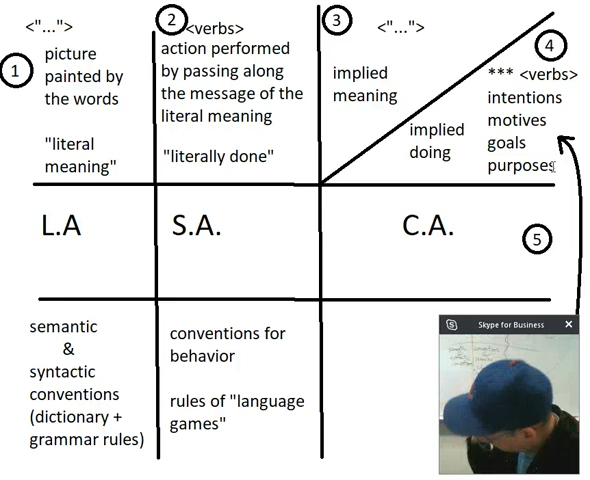 <"...">
1
picture
painted by
the words
"literal
meaning"
2
<verbs>
action performed
by passing along
the message of the
literal meaning
"literally done"
3
<"...">
implied
meaning
implied
doing
4
*** <verbs>
intentions
motives
goals
purposes
L.A
S.A.
C.A.
5
semantic
&
syntactic
conventions
(dictionary +
grammar rules)
conventions for
behavior
rules of "language
games"
Skype for Business